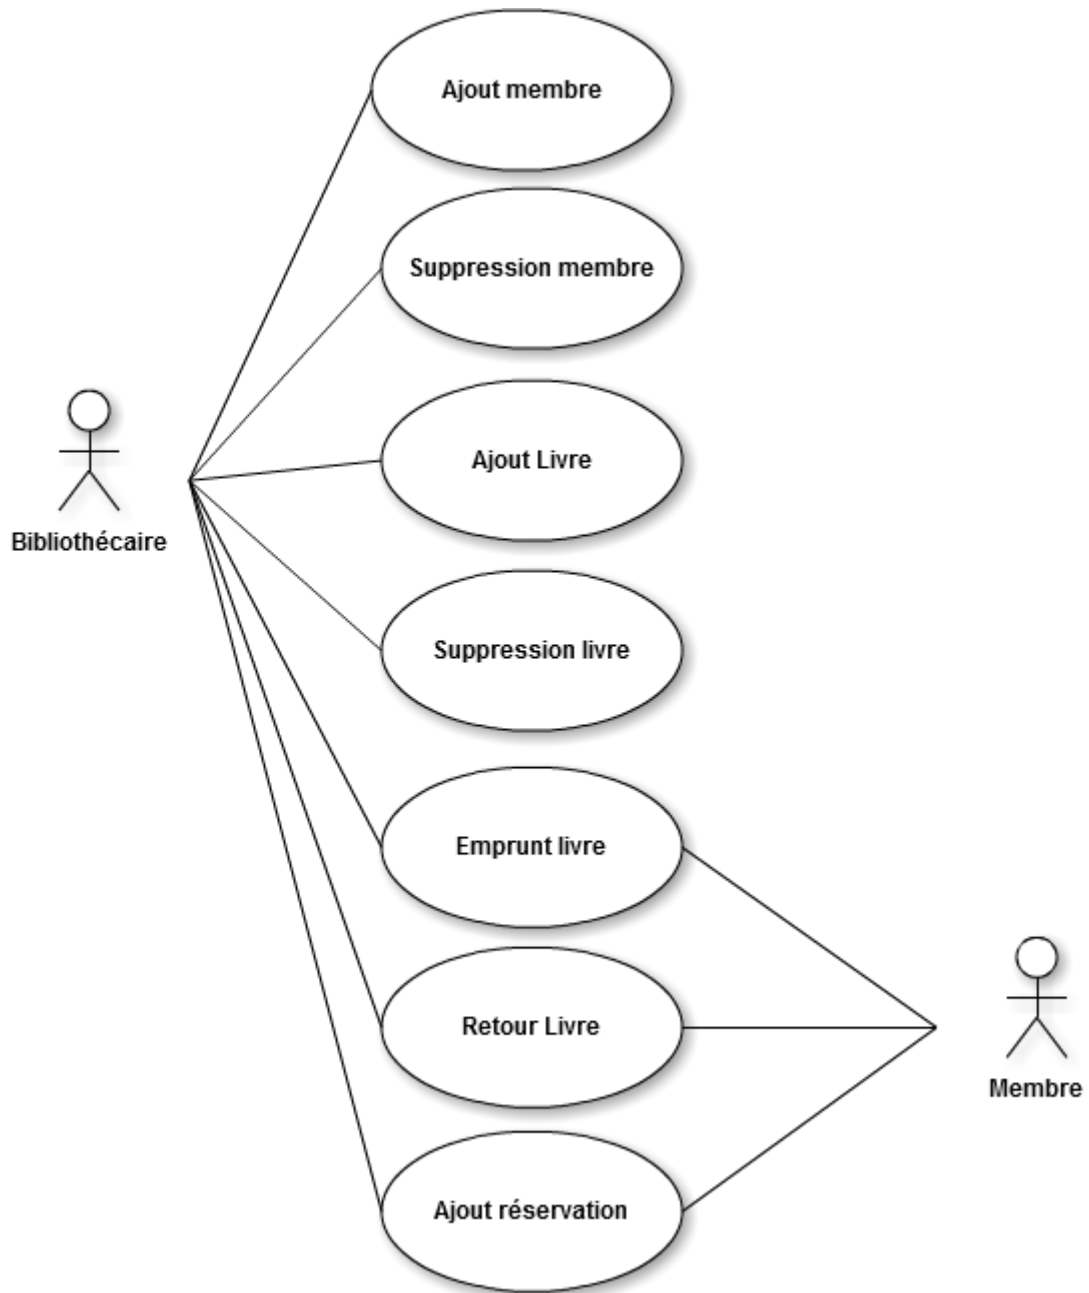 Ajout membre
Suppression membre
Ajout Livre
Bibliothécaire
Suppression livre
Emprunt livre
Retour Livre
Membre
Ajout réservation